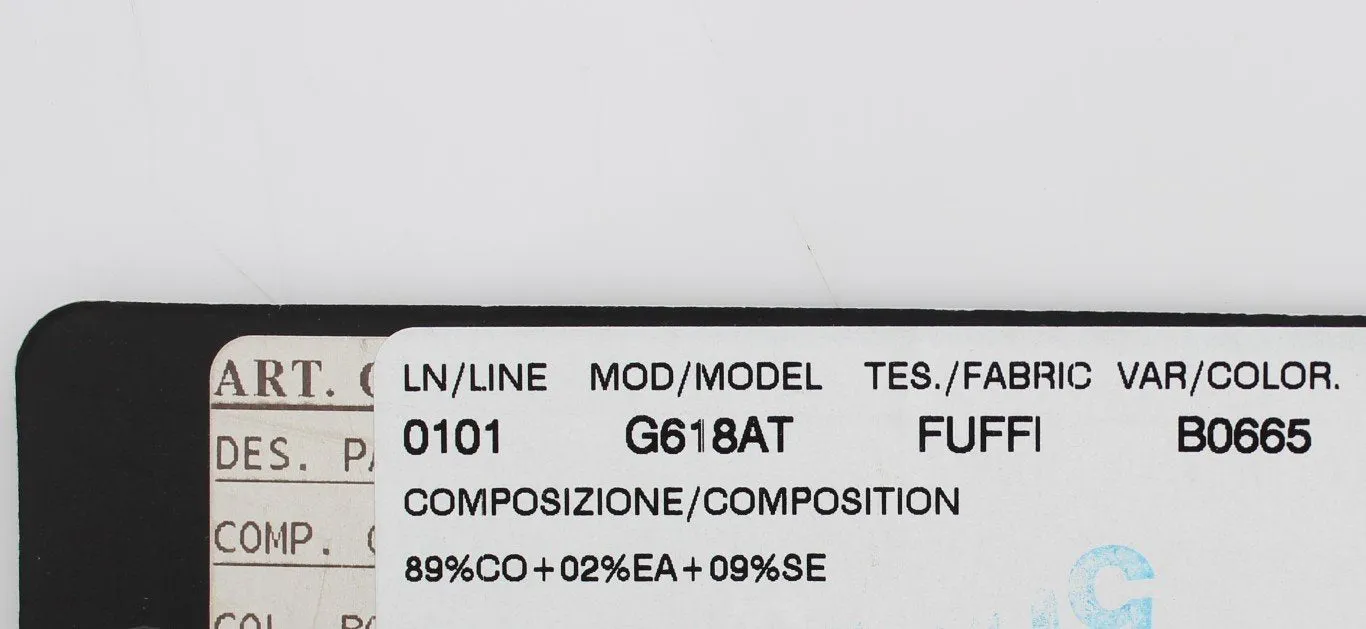 ART.
LN/LINE MOD/MODEL TES./FABRIC VAR/COLOR.
0101 G618AT FUFFI B0665
DES.
COMPOSIZIONE/COMPOSITION
COMP.
89%CO+02%EA+09%SE